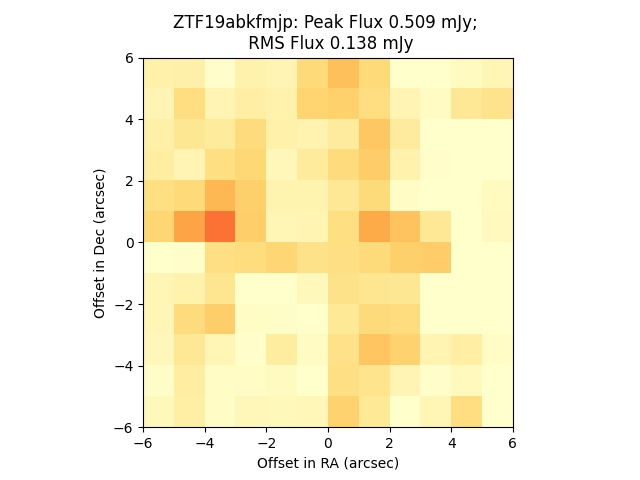 ZTF19abkfmjp: Peak Flux 0.509 mJy;
RMS Flux 0.138 mJy
6
4
2
0
−2
−4
−6
Offset in Dec (arcsec)
−6 −4 −2 0 2 4 6
Offset in RA (arcsec)